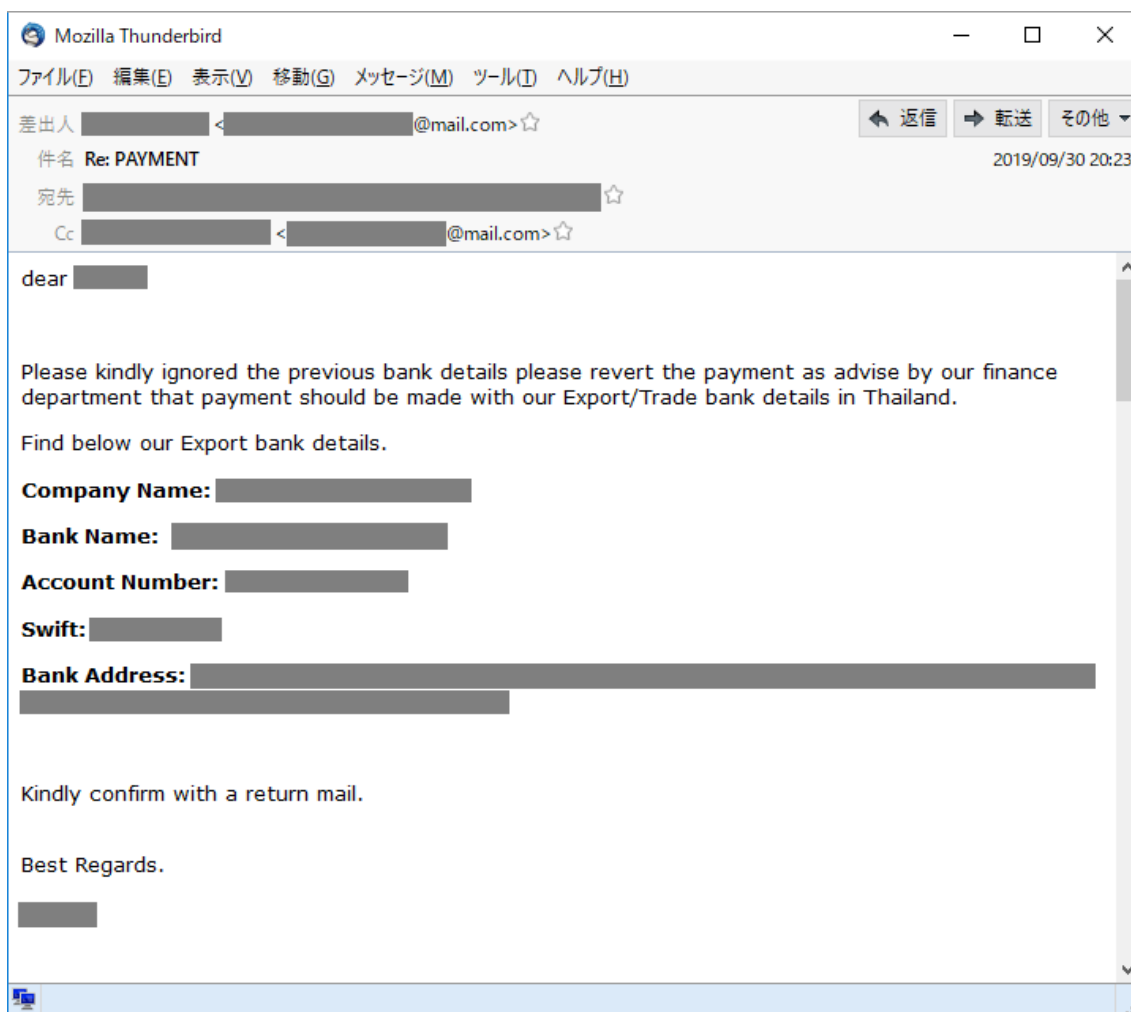 Mozilla Thunderbird
ファイル(F) 編集(E) 表示(V) 移動(G) メッセージ(M) ツール(T) ヘルプ(H)
差出人 < @mail.com>
返信 転送 その他
件名 Re: PAYMENT 2019/09/30 20:23
宛先
Cc < @mail.com>
dear
Please kindly ignored the previous bank details please revert the payment as advise by our finance
department that payment should be made with our Export/Trade bank details in Thailand.
Find below our Export bank details.
Company Name:
Bank Name:
Account Number:
Swift:
Bank Address:
Kindly confirm with a return mail.
Best Regards.